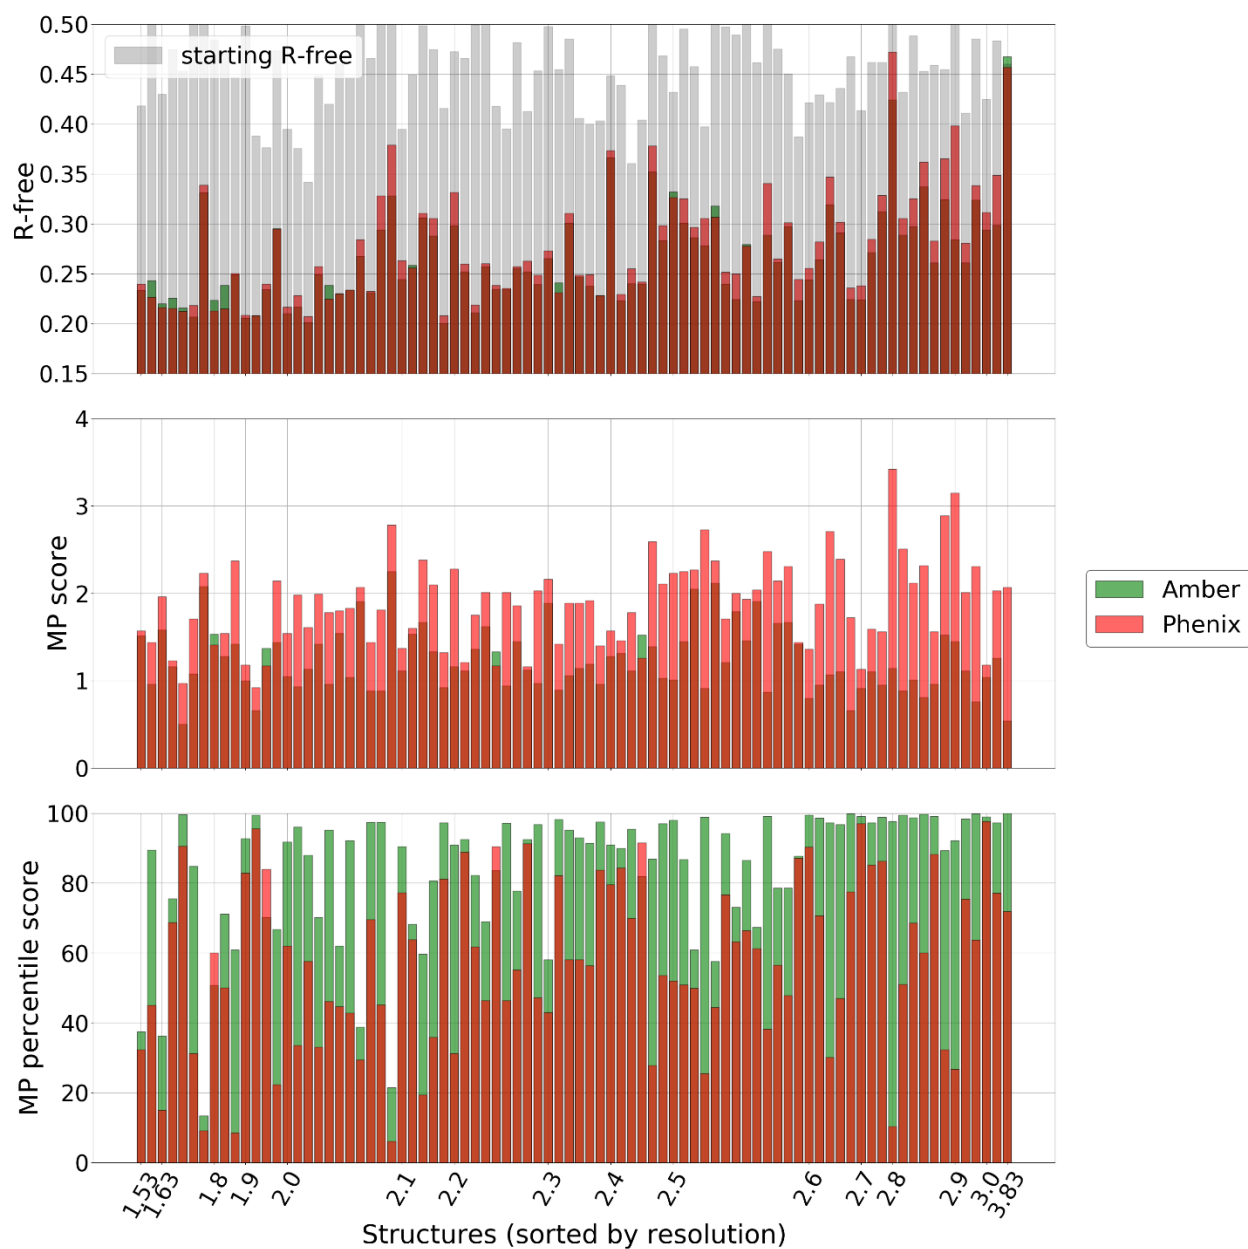 0.50
0.45
0.40
0.35
0.30
0.25
0.20
0.15
R-free
starting R-free
4
3
2
1
0
MP score
Amber
Phenix
100
80
60
40
20
0
MP percentile score
1.53 1.63 1.8 1.9 2.0 2.1 2.2 2.3 2.4 2.5 2.6 2.7 2.8 2.9 3.0 3.83
Structures (sorted by resolution)